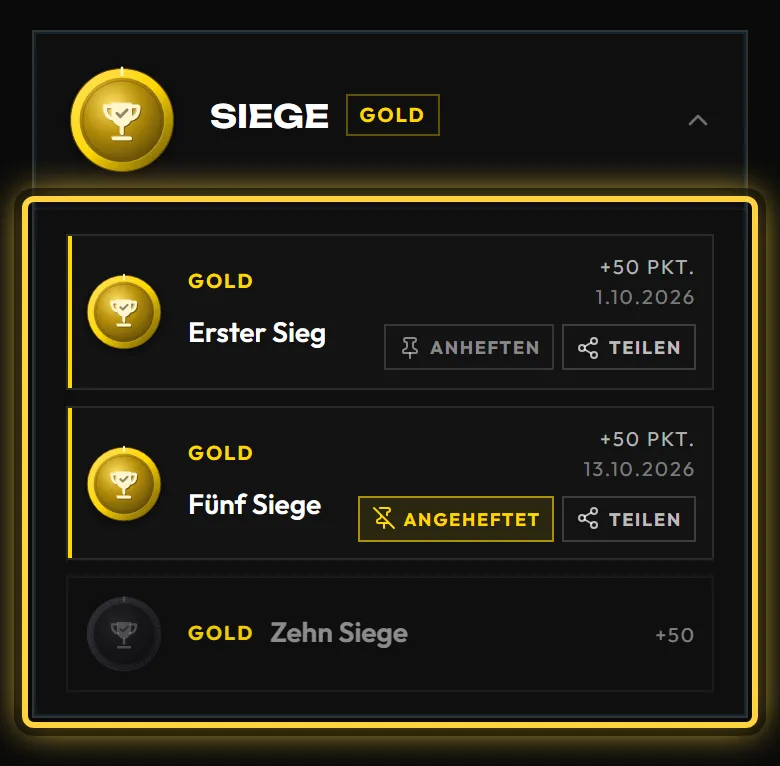 SIEGE GOLD
GOLD
Erster Sieg
+50 PKT.
1.10.2026
ANHEFTEN
TEILEN
GOLD
Fünf Siege
+50 PKT.
13.10.2026
ANGEHEFTET
TEILEN
GOLD Zehn Siege
+50